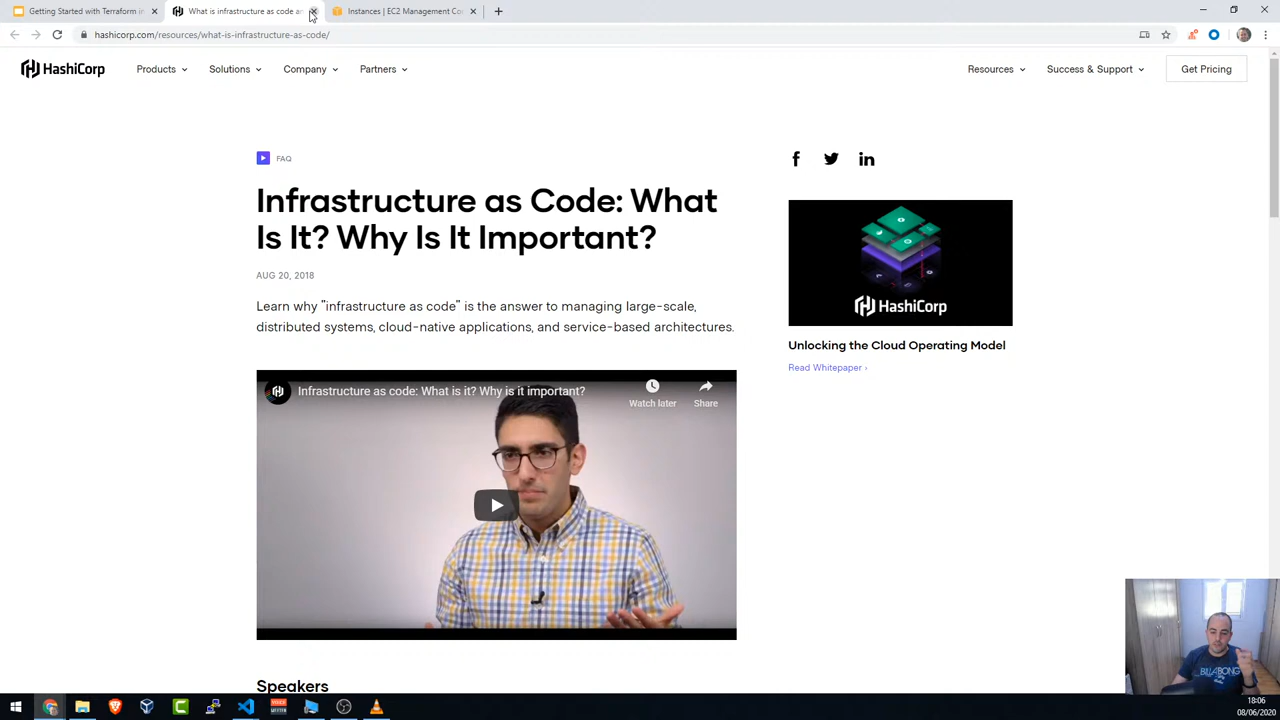 Getting Started with Terraform in
What is infrastructure as code an
Instances | EC2 Management Con
hashicorp.com/resources/what-is-infrastructure-as-code/
HashiCorp
Products
Solutions
Company
Partners
Resources
Success & Support
Get Pricing
FAQ
Infrastructure as Code: What
Is It? Why Is It Important?
AUG 20, 2018
Learn why "infrastructure as code" is the answer to managing large-scale,
distributed systems, cloud-native applications, and service-based architectures.
Infrastructure as code: What is it? Why is it important?
Watch later
Share
HashiCorp
Unlocking the Cloud Operating Model
Read Whitepaper ›
Speakers
BILLABONG
18:06
08/06/2020